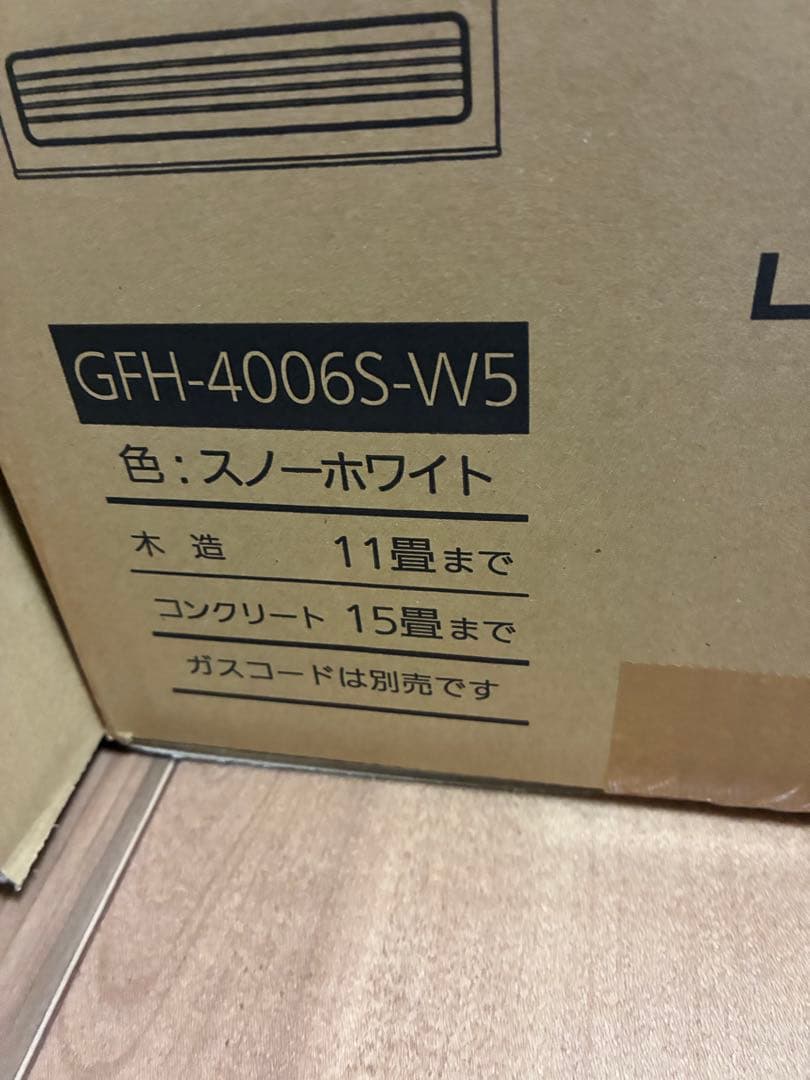 GFH-4006S-W5
色:スノーホワイト
木造 11畳まで
コンクリート 15畳まで
ガスコードは別売です